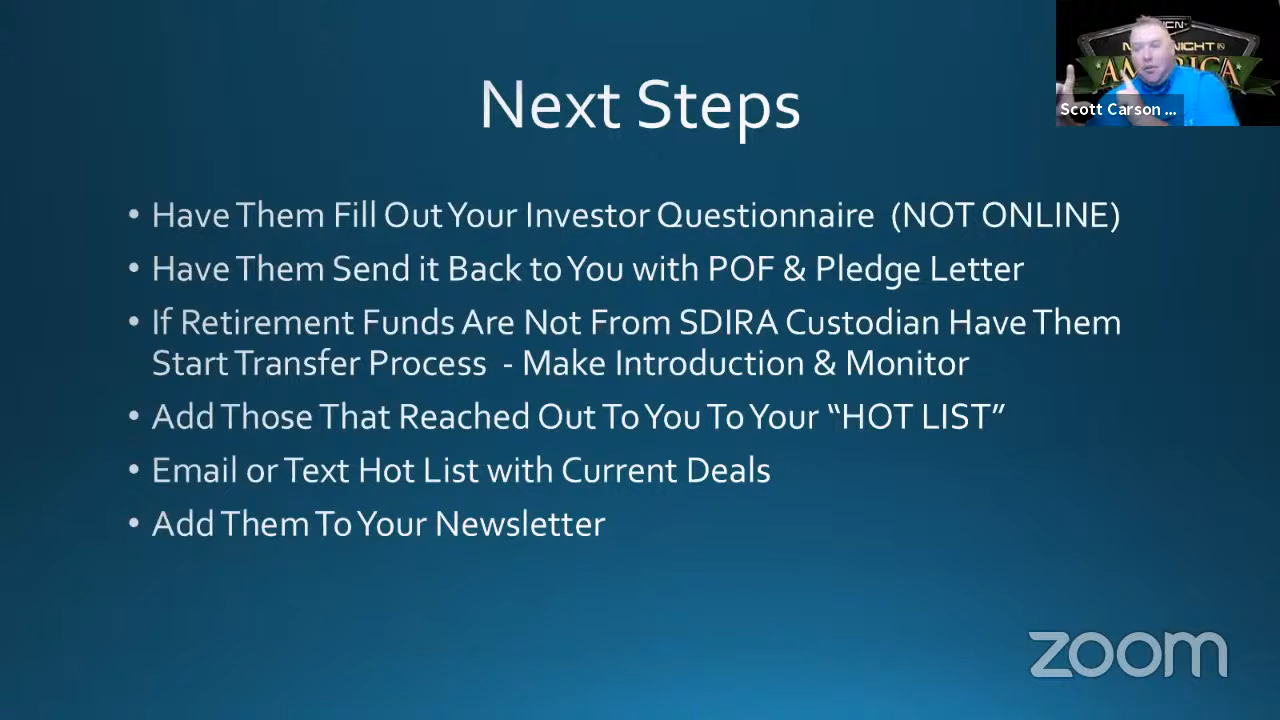 Next Steps
• Have Them Fill Out Your Investor Questionnaire (NOT ONLINE)
• Have Them Send it Back to You with POF & Pledge Letter
• If Retirement Funds Are Not From SDIRA Custodian Have Them
Start Transfer Process - Make Introduction & Monitor
• Add Those That Reached Out To You To Your “HOT LIST”
• Email or Text Hot List with Current Deals
• Add Them To Your Newsletter
Scott Carson ...
zoom